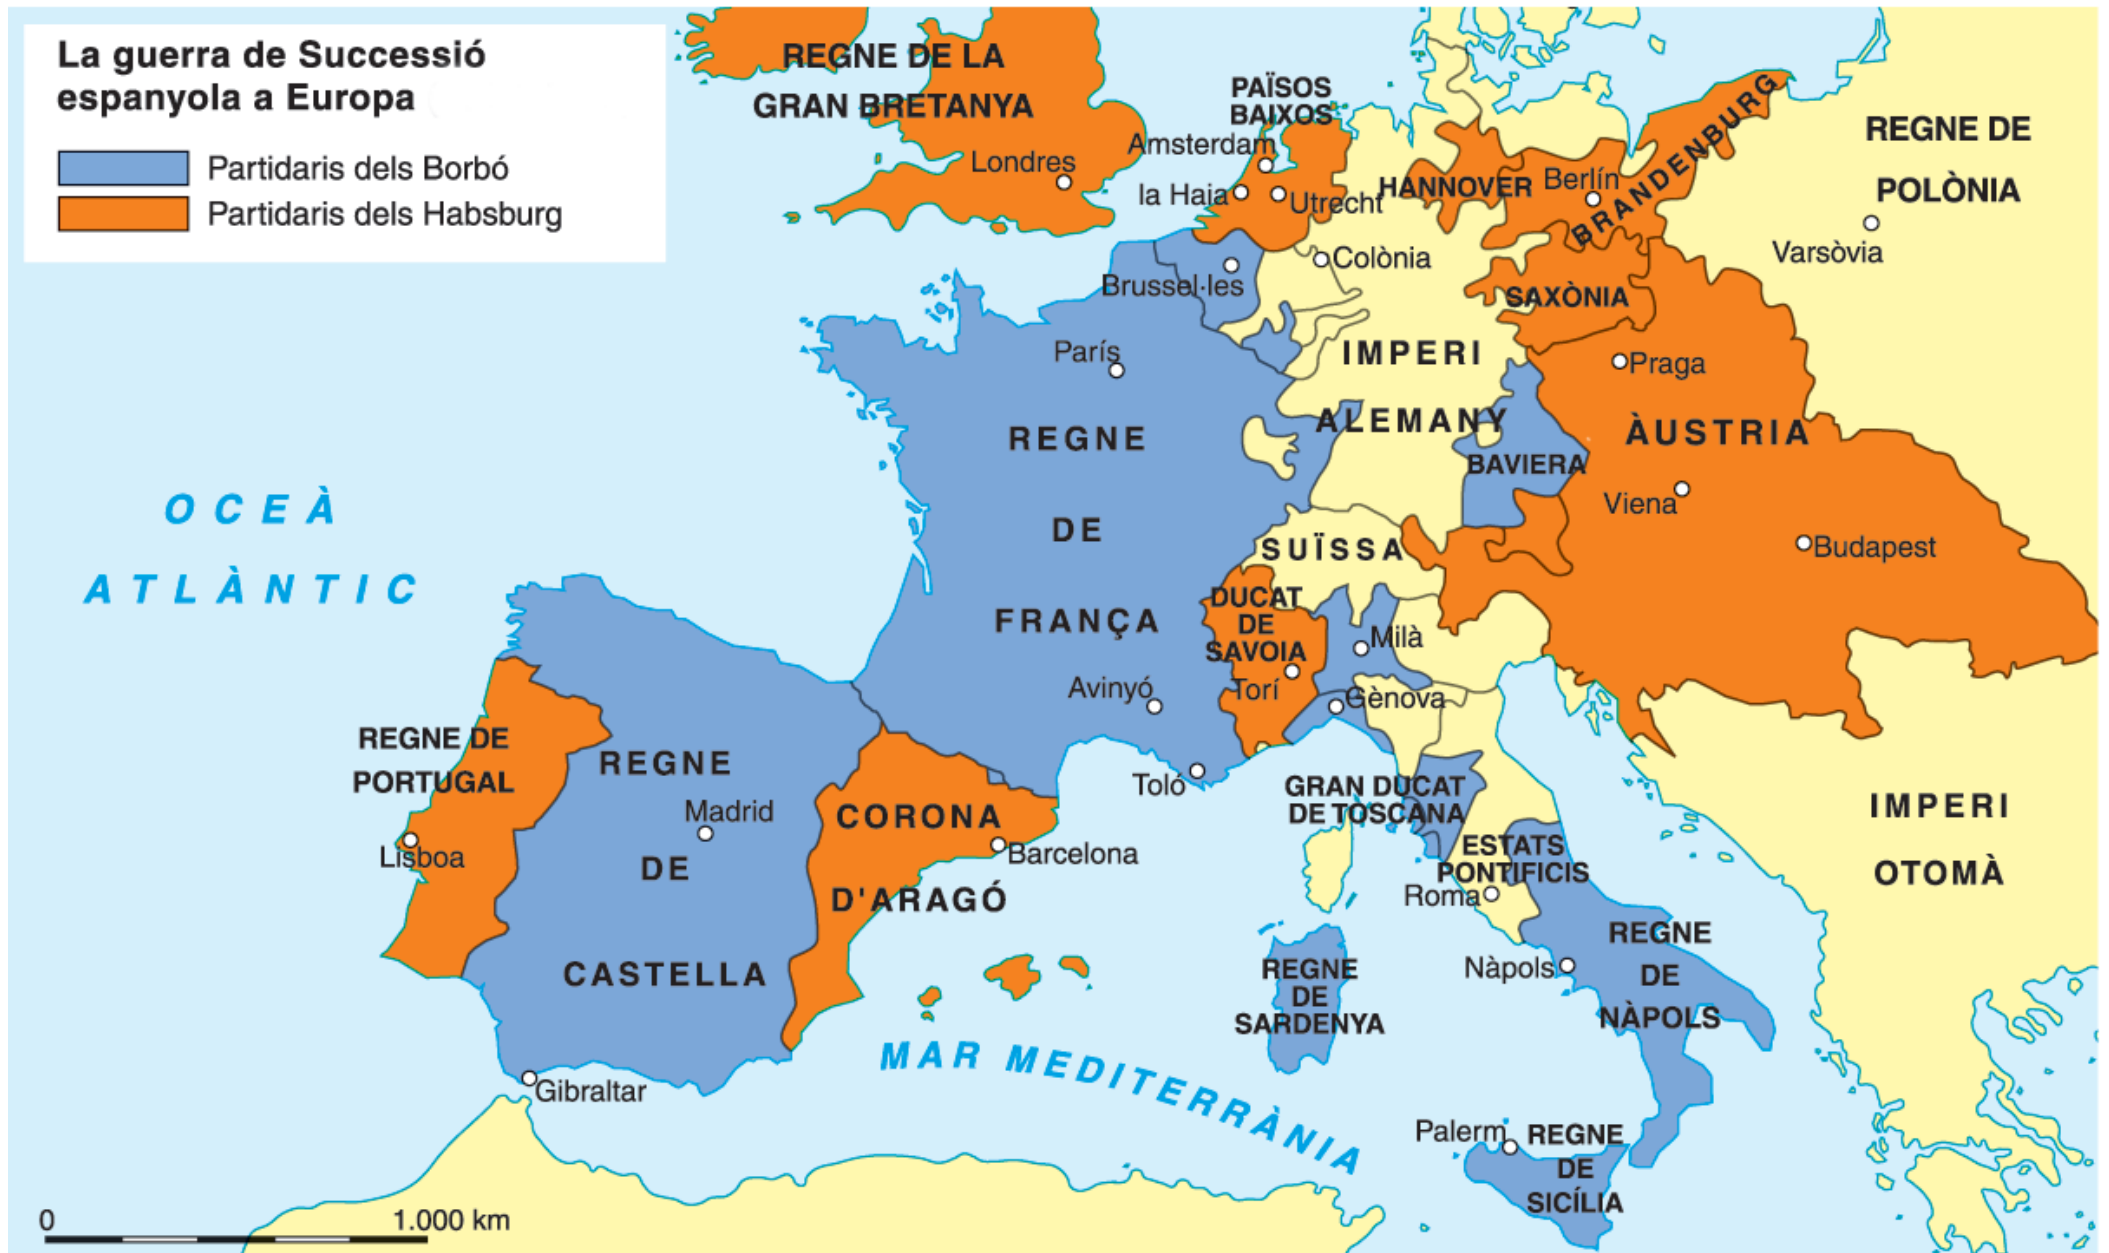 La guerra de Successió
espanyola a Europa
Partidaris dels Borbó
Partidaris dels Habsburg
REGNE DE LA
GRAN BRETANYA
Londres
PAÏSOS
BAIXOS
Amsterdam
la Haia
Utrecht
HANNOVER
Berlín
BRANDENBURG
REGNE DE
POLÒNIA
Varsòvia
Colònia
Brussel·les
SAXÒNIA
París
IMPERI
ALEMANY
Praga
ÀUSTRIA
BAVIERA
Viena
Budapest
REGNE
DE
FRANÇA
SUÏSSA
DUCAT
DE
SAVOIA
Torí
Milà
Gènova
Avinyó
Toló
OCEÀ
ATLÀNTIC
REGNE DE
PORTUGAL
Lisboa
REGNE
Madrid
DE
CASTELLA
CORONA
D'ARAGÓ
Barcelona
GRAN DUCAT
DE TOSCANA
ESTATS
PONTIFICIS
Roma
IMPERI
OTOMÀ
REGNE
DE
SARDENYA
Nàpols
REGNE
DE
NÀPOLS
Gibraltar
MAR MEDITERRÀNIA
Palerm
REGNE
DE
SICÍLIA
0 1.000 km